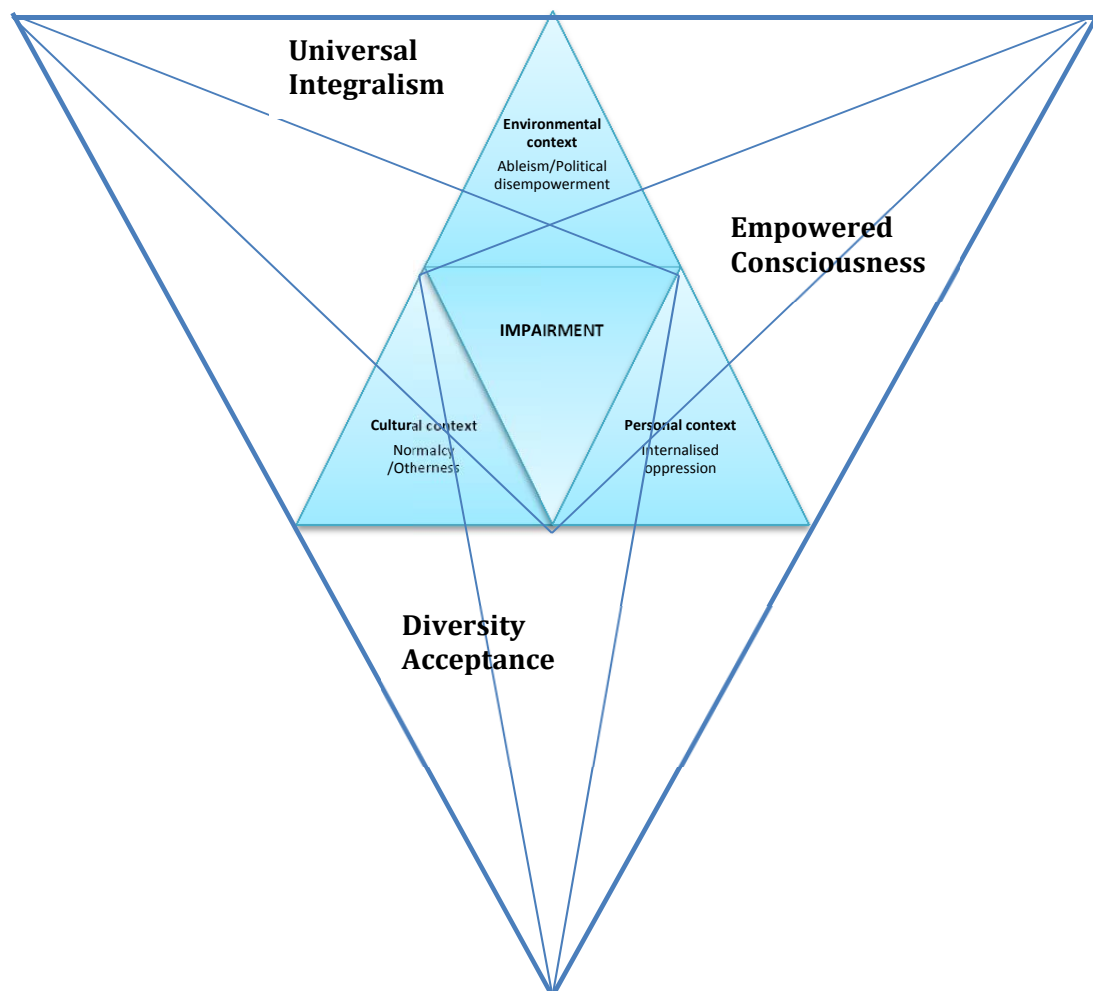 Universal
Integralism
Environmental
context
Ableism/Political
disempowerment
Empowered
Consciousness
IMPAIRMENT
Cultural context
Normalcy
/Otherness
Personal context
Internalised
oppression
Diversity
Acceptance